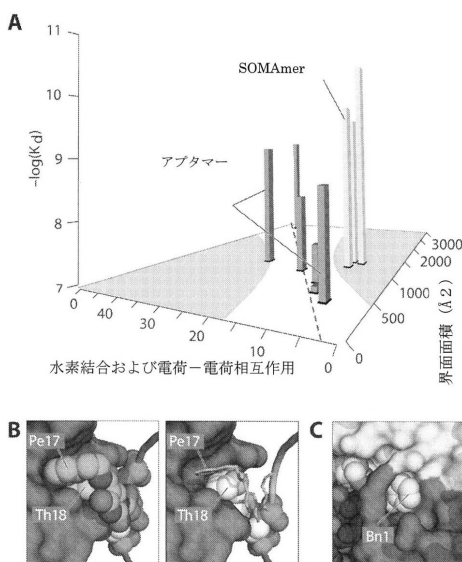 A
11
10
9
8
7
−log(Kd)
SOMAmer
アプタマー
3000
2000
1000
500
0
界面面積（Å2）
40
30
20
10
0
水素結合および電荷－電荷相互作用
B
Pe17
Th18
Pe17
Th18
C
Bn1